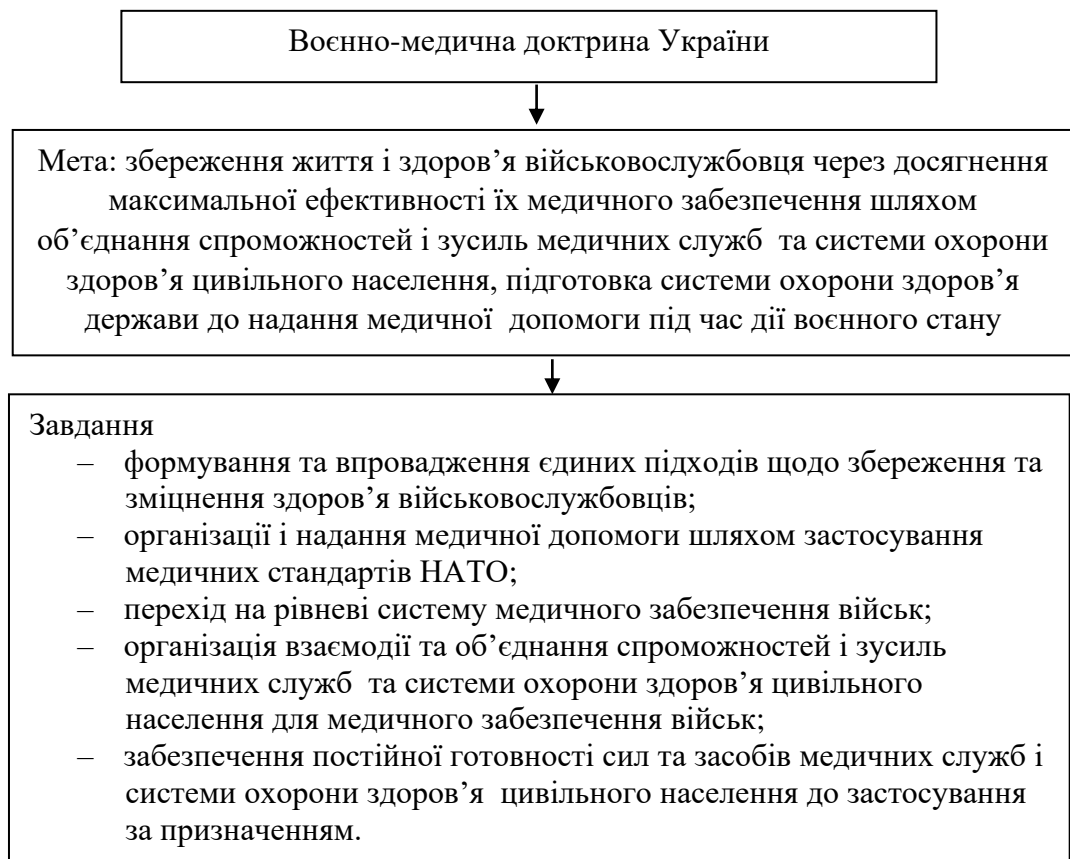 Воєнно-медична доктрина України
Мета: збереження життя і здоров’я військовослужбовця через досягнення
максимальної ефективності їх медичного забезпечення шляхом
об’єднання спроможностей і зусиль медичних служб та системи охорони
здоров’я цивільного населення, підготовка системи охорони здоров’я
держави до надання медичної допомоги під час дії воєнного стану
Завдання
– формування та впровадження єдиних підходів щодо збереження та
зміцнення здоров’я військовослужбовців;
– організації і надання медичної допомоги шляхом застосування
медичних стандартів НАТО;
– перехід на рівневі систему медичного забезпечення військ;
– організація взаємодії та об’єднання спроможностей і зусиль
медичних служб та системи охорони здоров’я цивільного
населення для медичного забезпечення військ;
– забезпечення постійної готовності сил та засобів медичних служб і
системи охорони здоров’я цивільного населення до застосування
за призначенням.